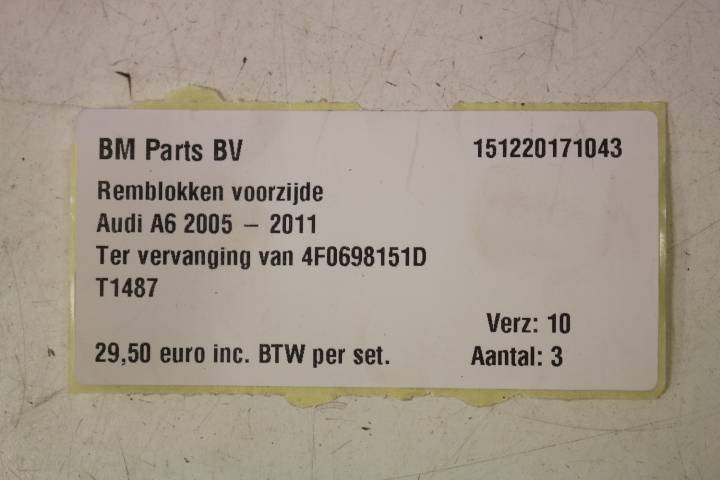 BM Parts BV 151220171043
Remblokken voorzijde
Audi A6 2005 – 2011
Ter vervanging van 4F0698151D
T1487
Verz: 10
29,50 euro inc. BTW per set. Aantal: 3